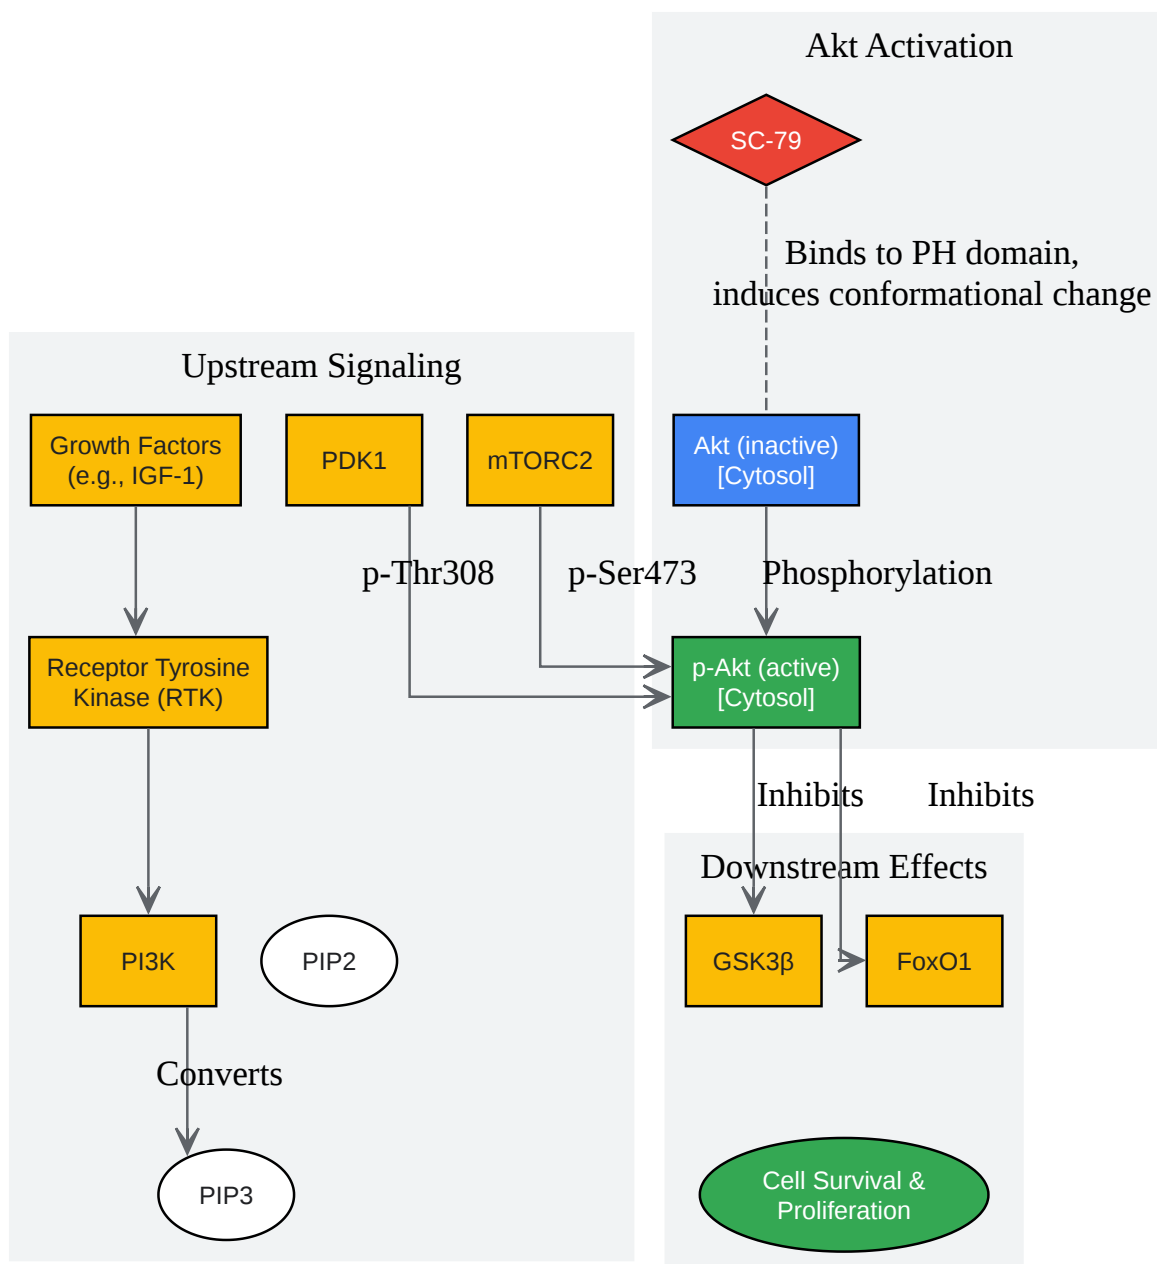 Akt Activation
SC-79
Binds to PH domain,
induces conformational change
Upstream Signaling
Growth Factors
(e.g., IGF-1)
PDK1
mTORC2
Akt (inactive)
[Cytosol]
p-Thr308
p-Ser473
Phosphorylation
Receptor Tyrosine
Kinase (RTK)
p-Akt (active)
[Cytosol]
Inhibits
Inhibits
Downstream Effects
PI3K
PIP2
GSK3β
FoxO1
Converts
PIP3
Cell Survival &
Proliferation